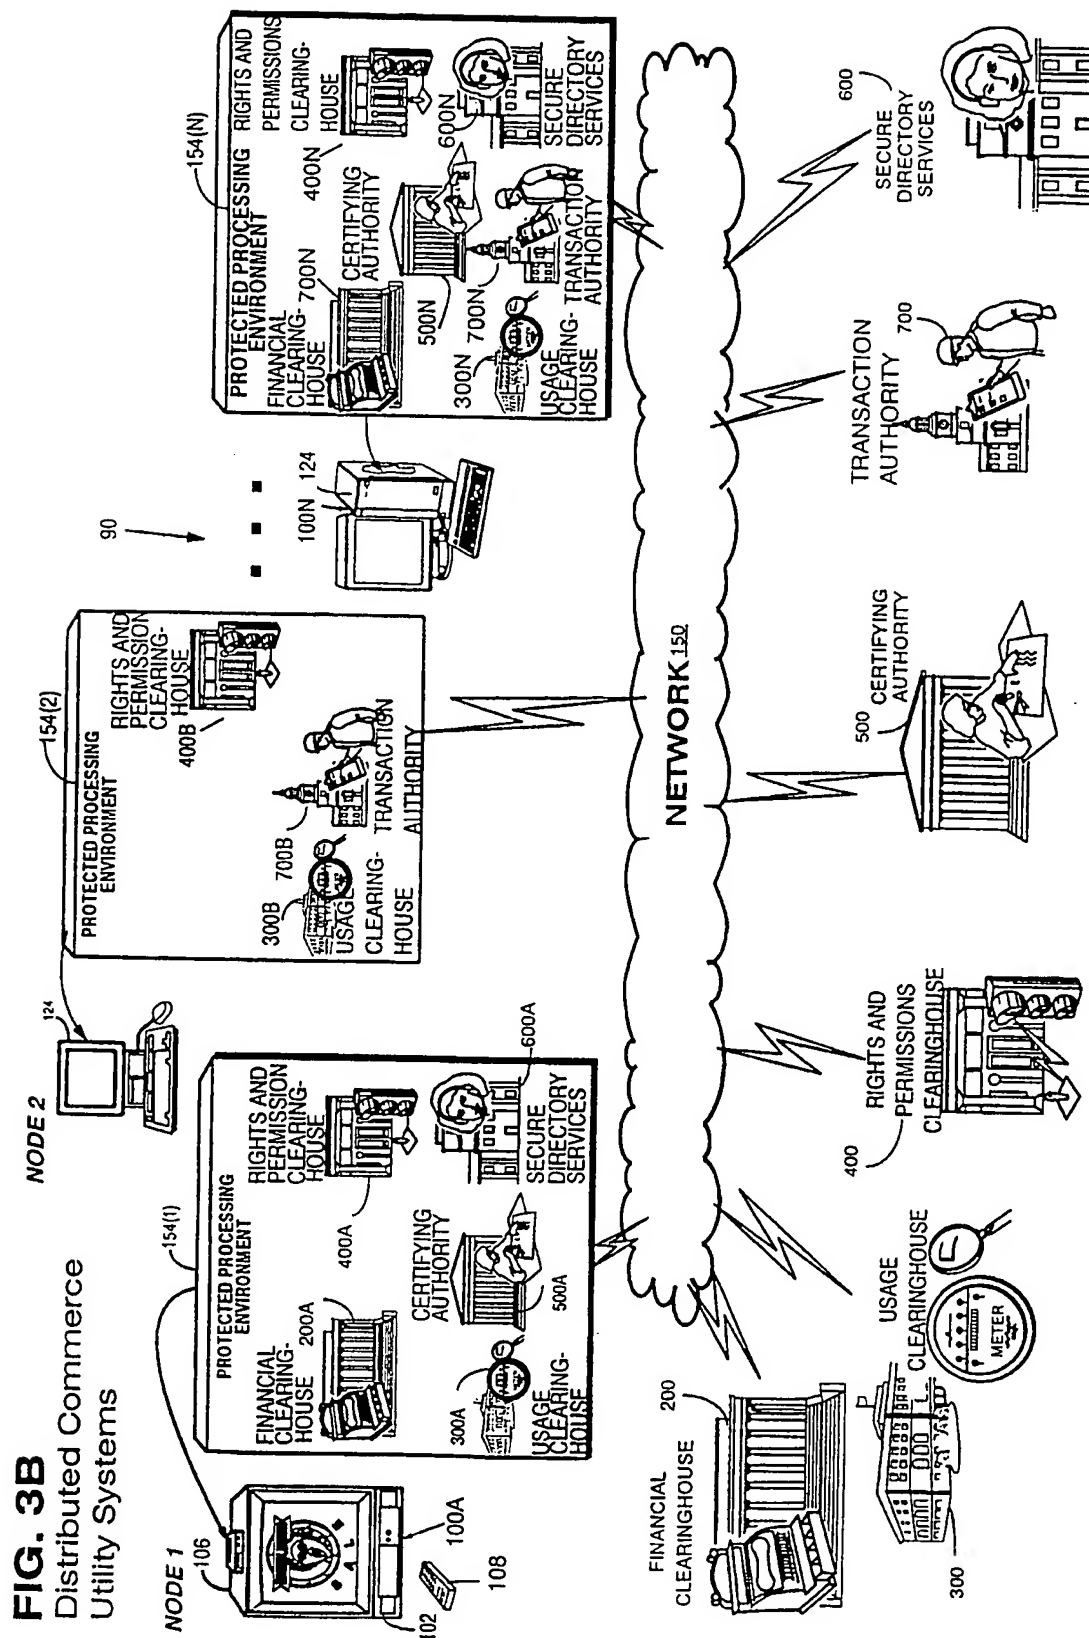 FIG. 3B
Distributed Commerce
Utility Systems
NODE 1
106
102
100A
108
154(1)
PROTECTED PROCESSING
ENVIRONMENT
FINANCIAL
CLEARING-
HOUSE
200A
RIGHTS AND
PERMISSION
CLEARING-
HOUSE
400A
300A
USAGE
CLEARING-
HOUSE
CERTIFYING
AUTHORITY
500A
SECURE
DIRECTORY
SERVICES
600A
NODE 2
124
154(2)
PROTECTED PROCESSING
ENVIRONMENT
RIGHTS AND
PERMISSION
CLEARING-
HOUSE
400B
300B
USAGE
CLEARING-
HOUSE
700B
TRANSACTION
AUTHORITY
90
100N
124
154(N)
PROTECTED PROCESSING
ENVIRONMENT
FINANCIAL
CLEARING-
HOUSE
700N
RIGHTS AND
PERMISSIONS
CLEARING-
HOUSE
400N
CERTIFYING
AUTHORITY
500N
300N
USAGE
CLEARING-
HOUSE
700N
TRANSACTION
AUTHORITY
600N
SECURE
DIRECTORY
SERVICES
NETWORK 150
FINANCIAL
CLEARINGHOUSE
200
300
USAGE
CLEARINGHOUSE
METER
400
RIGHTS AND
PERMISSIONS
CLEARINGHOUSE
500
CERTIFYING
AUTHORITY
TRANSACTION
AUTHORITY
700
600
SECURE
DIRECTORY
SERVICES